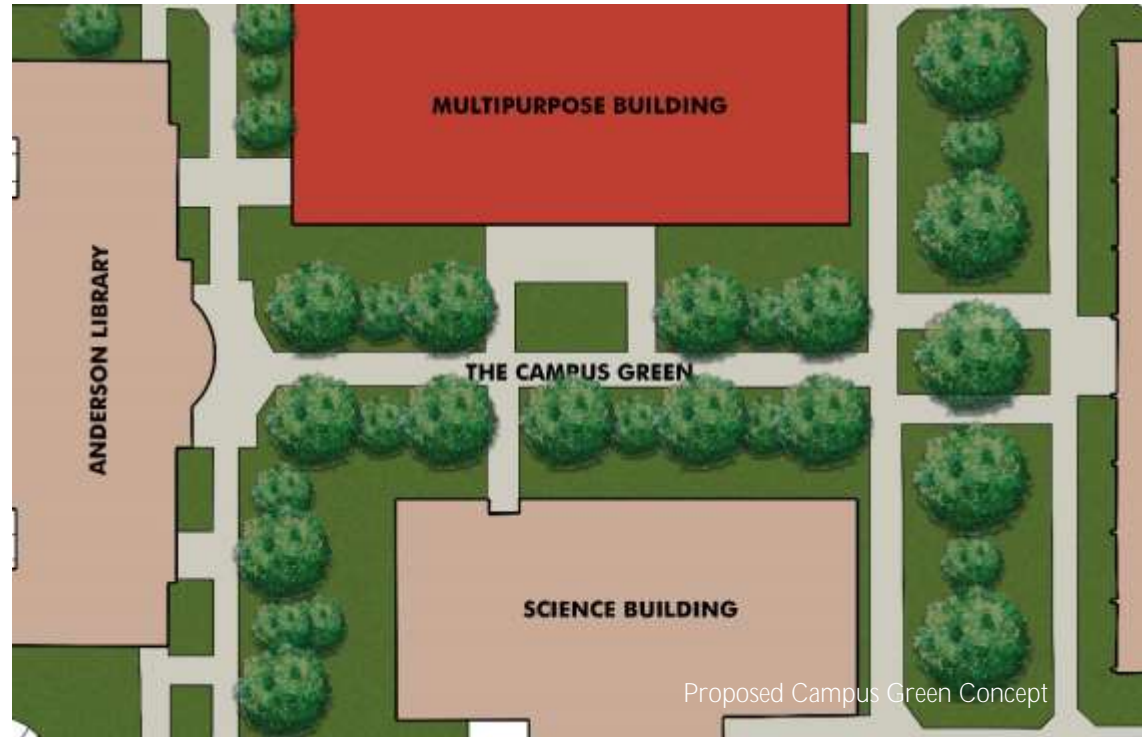 MULTIPURPOSE BUILDING
ANDERSON LIBRARY
THE CAMPUS GREEN
SCIENCE BUILDING
Proposed Campus Green Concept